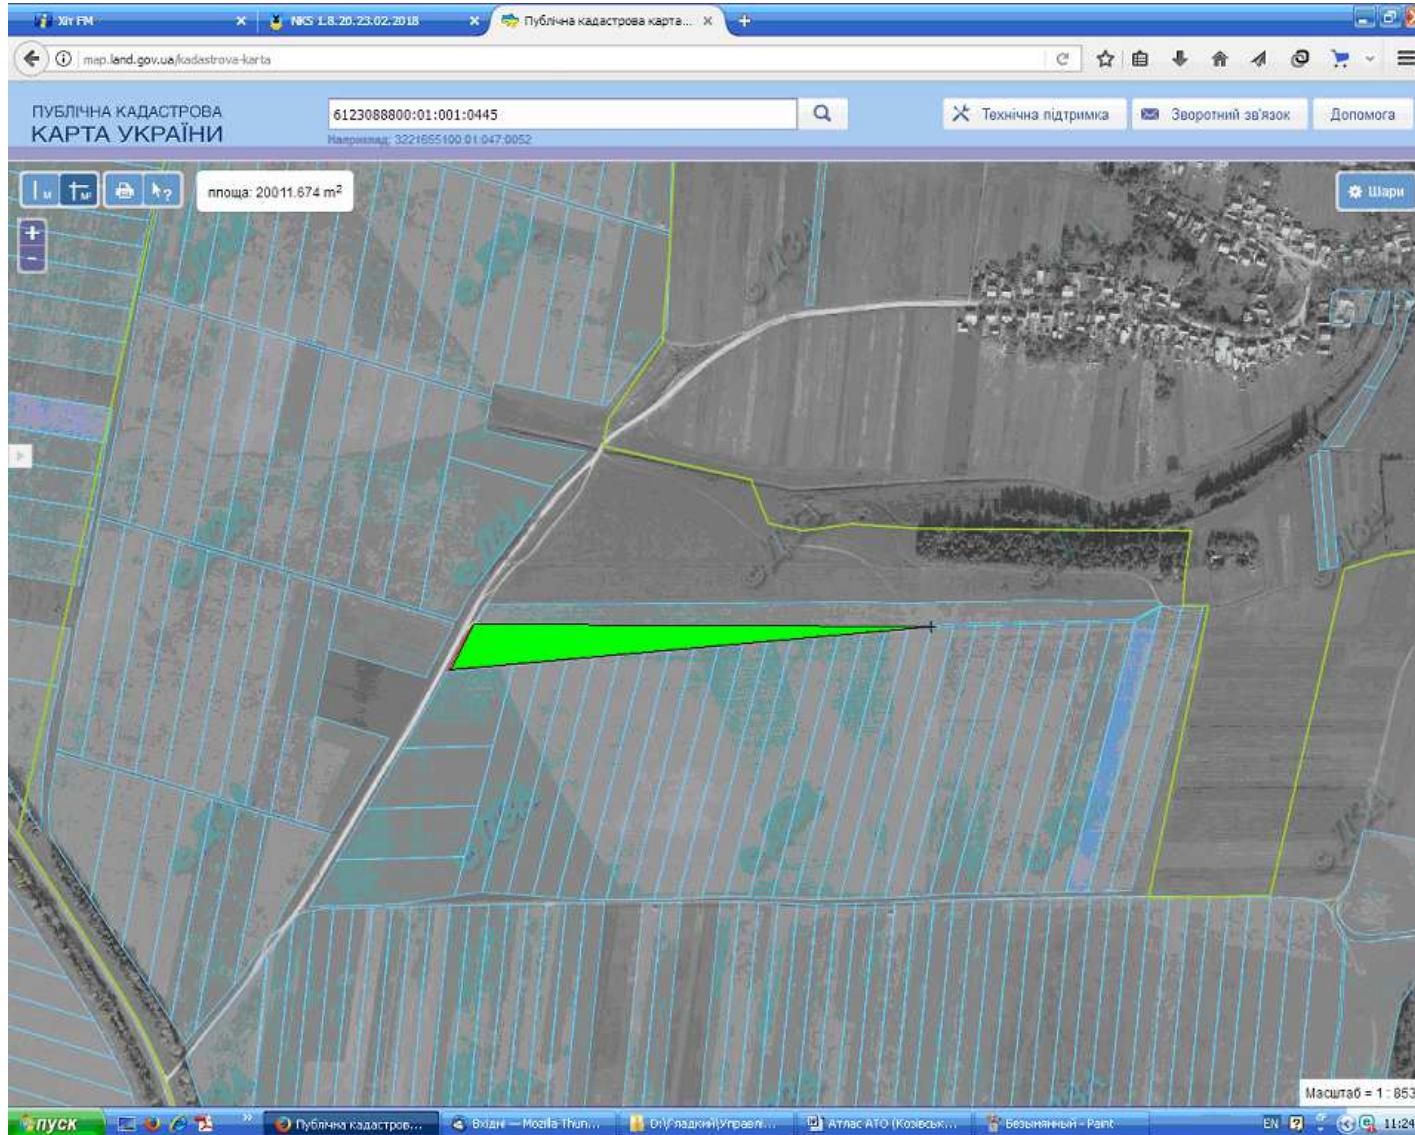 Хіт FM
NKS 1.8.20.23.02.2018
Публічна кадастрова карта...
map.land.gov.ua/kadastrova-karta
ПУБЛІЧНА КАДАСТРОВА
КАРТА УКРАЇНИ
6123088800:01:001:0445
Наприклад: 3221655100:01:047:0052
Технічна підтримка
Зворотний зв'язок
Допомога
площа: 20011.674 m²
Шари
Масштаб = 1 : 853
пуск
Публічна кадастров...
Вхідні — Mozilla Thun...
D:\Гладкий\Управлі...
Атлас АТО (Козівськ...
Безымянный - Paint
EN
11:24